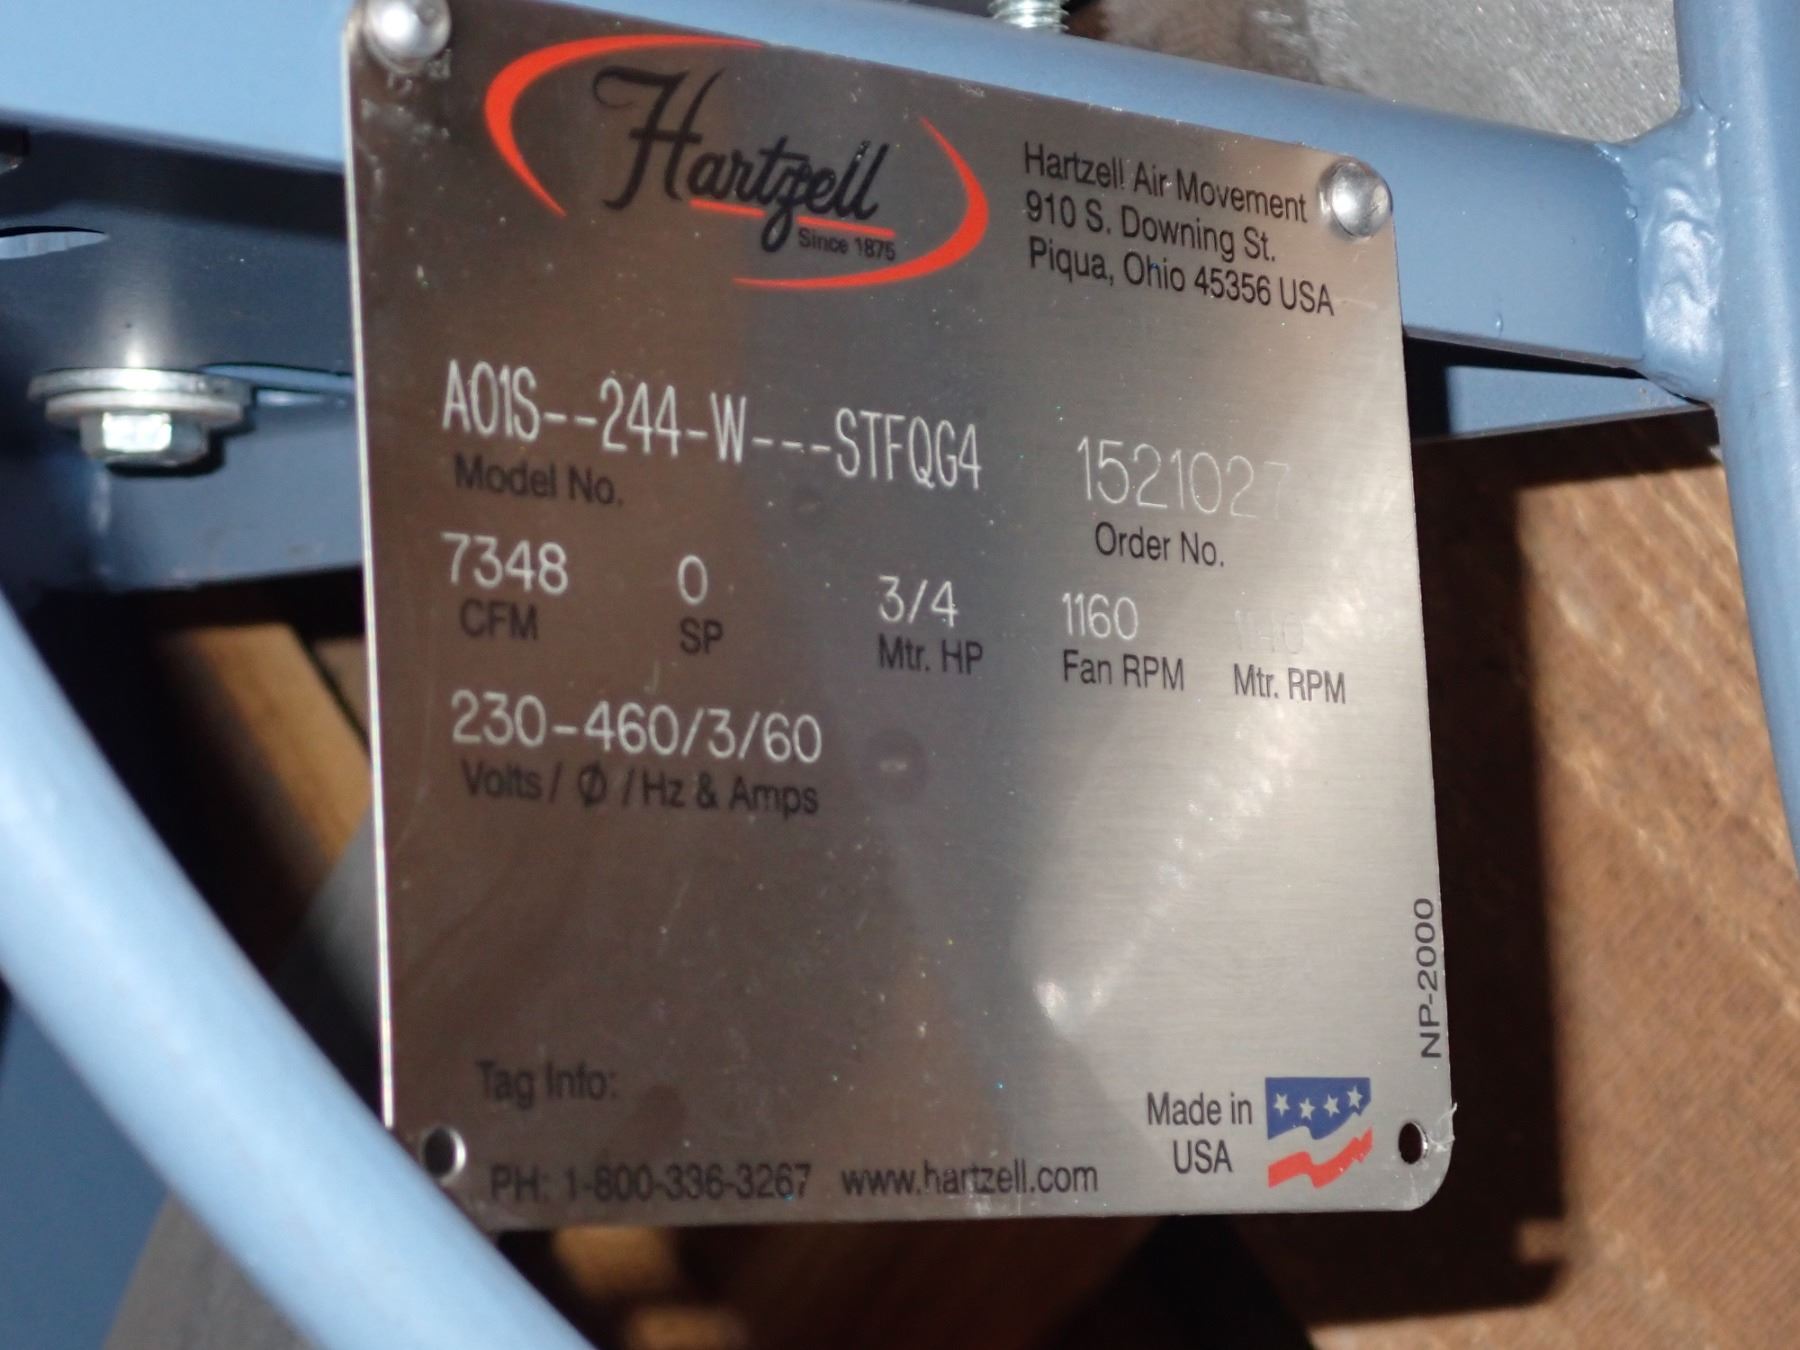 Hartzell
Since 1875
Hartzell Air Movement
910 S. Downing St.
Piqua, Ohio 45356 USA
A01S--244-W---STFQG4
Model No.
1521027
Order No.
7348
CFM
0
SP
3/4
Mtr. HP
1160
Fan RPM
Mtr. RPM
230-460/3/60
Volts / Ø / Hz & Amps
Tag Info:
NP-2000
Made in
USA
PH: 1-800-336-3267 www.hartzell.com